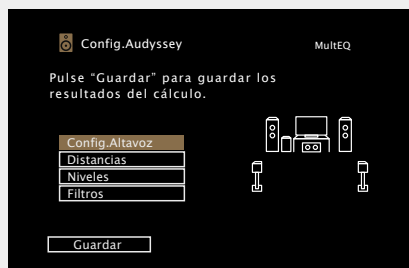 Config.Audyssey
MultEQ
Pulse “Guardar” para guardar los
resultados del cálculo.
Config.Altavoz
Distancias
Niveles
Filtros
Guardar